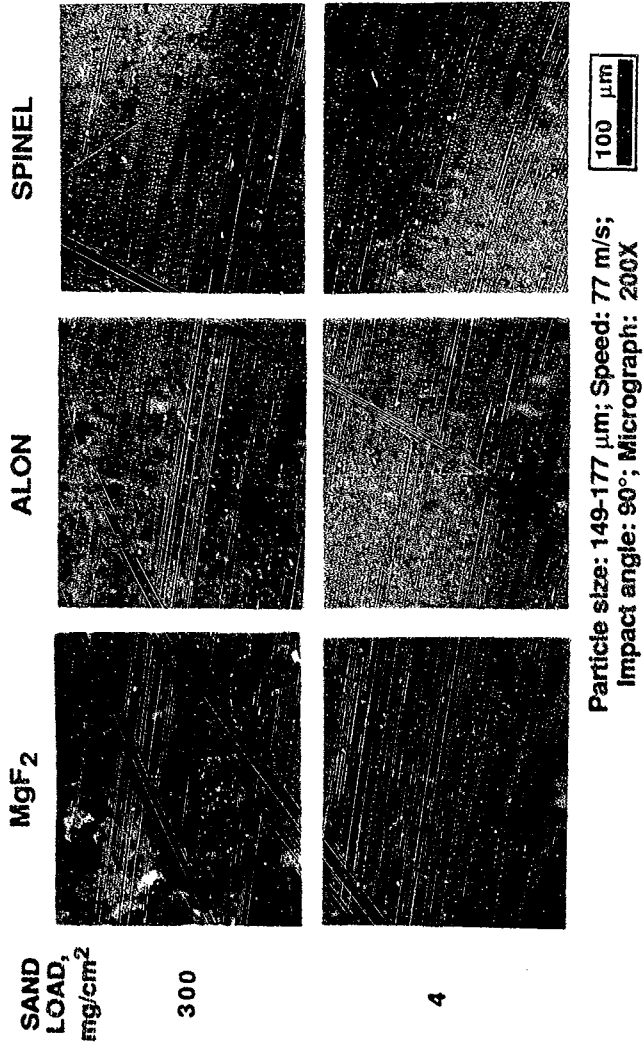 MgF2
ALON
SPINEL
SAND
LOAD,
mg/cm2
300
4
Particle size: 149-177 μm; Speed: 77 m/s;
Impact angle: 90°; Micrograph: 200X
100 μm